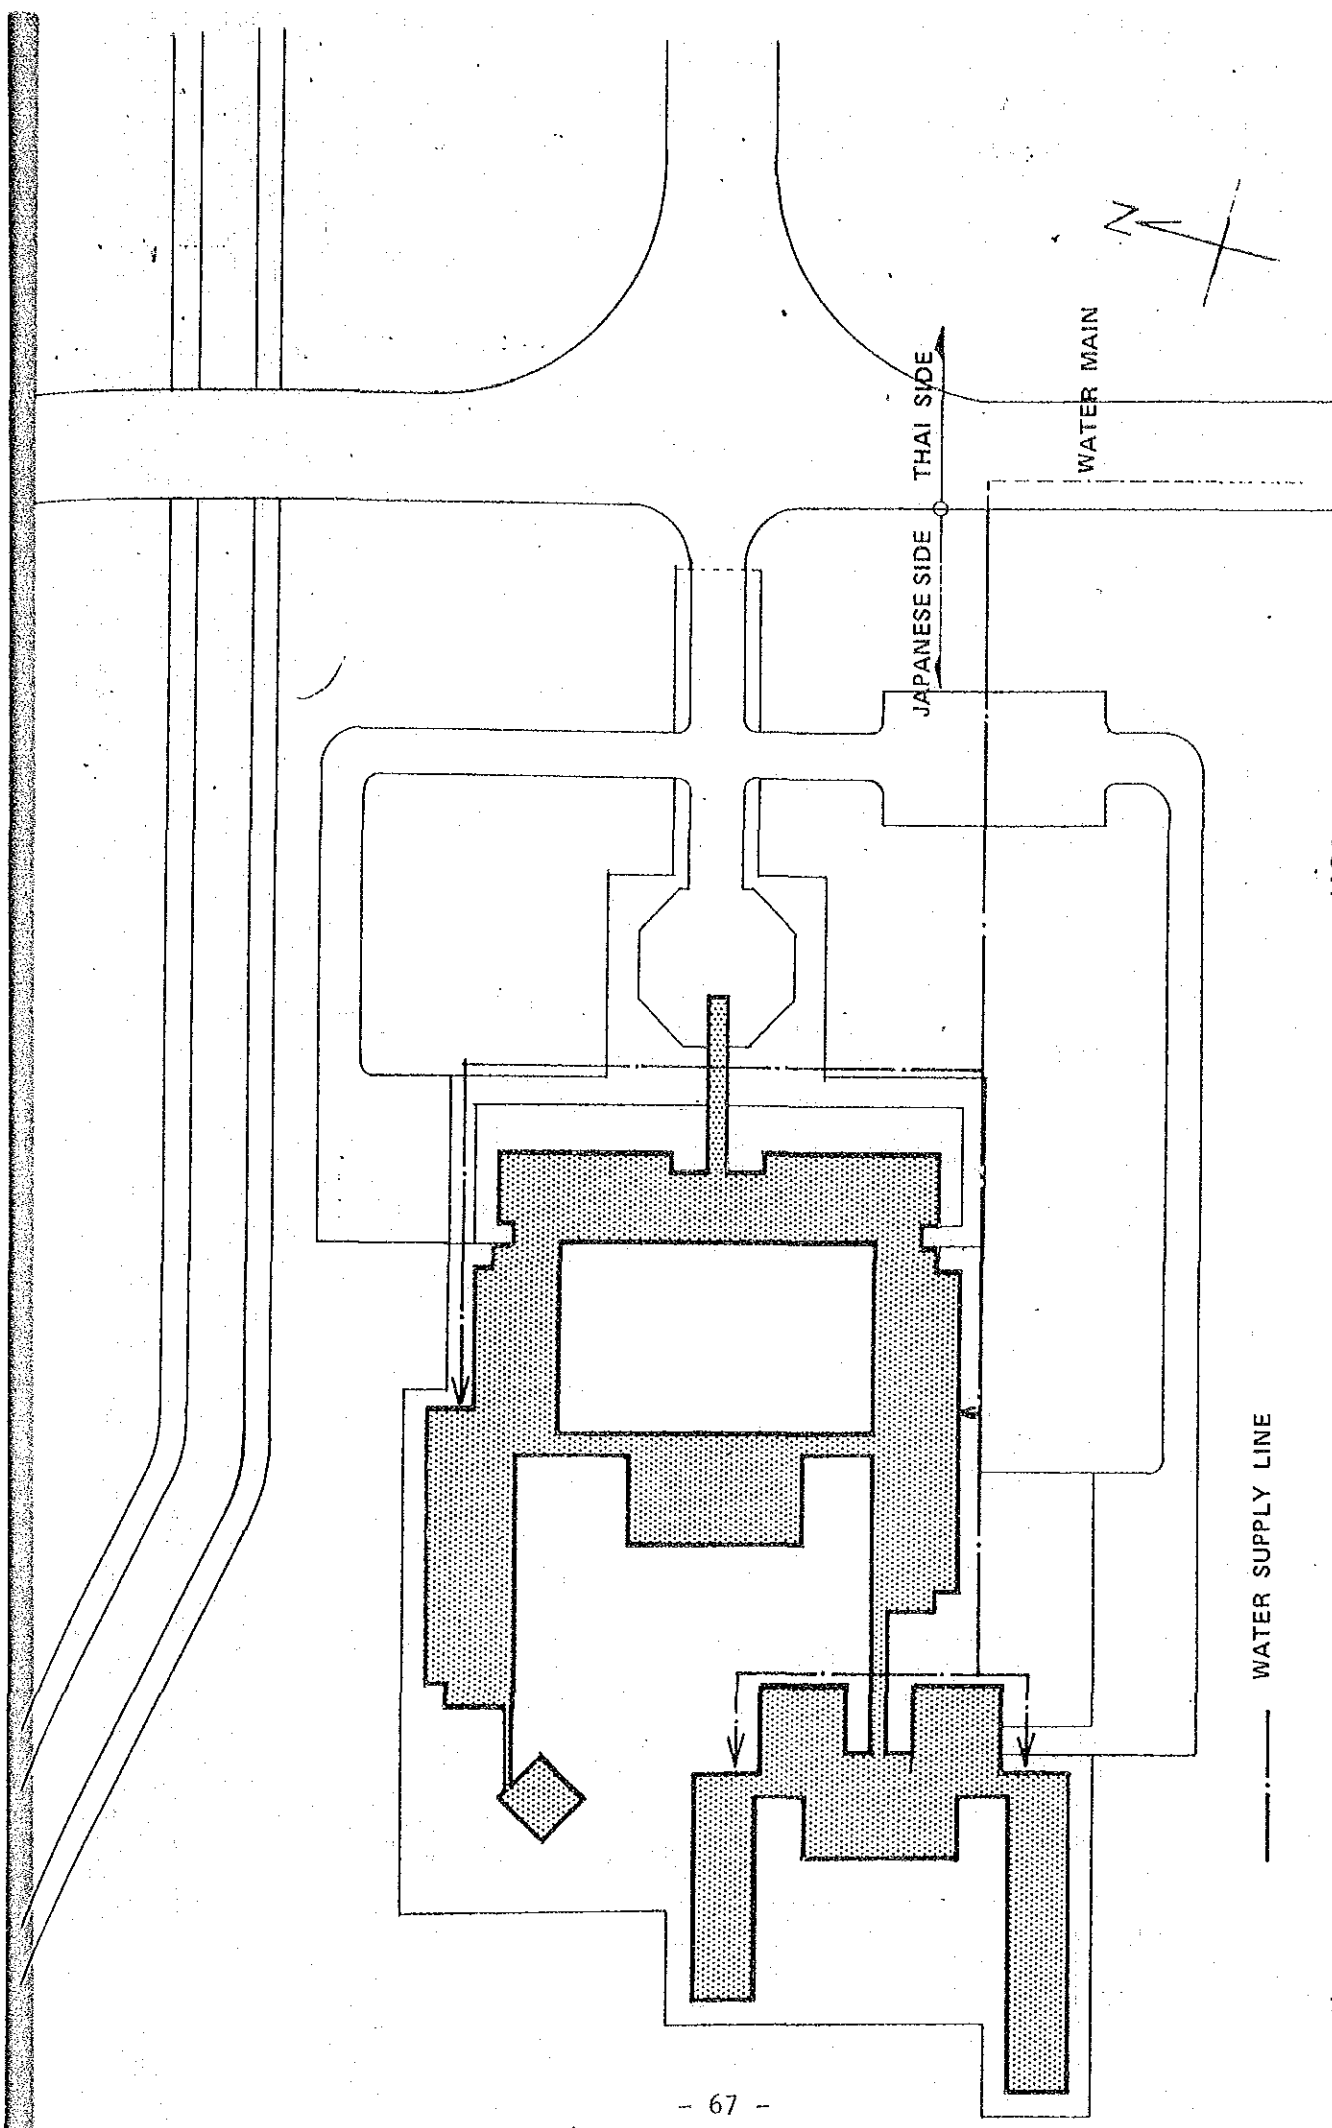 N
THAI SIDE
JAPANESE SIDE
WATER MAIN
WATER SUPPLY LINE
- 67 -